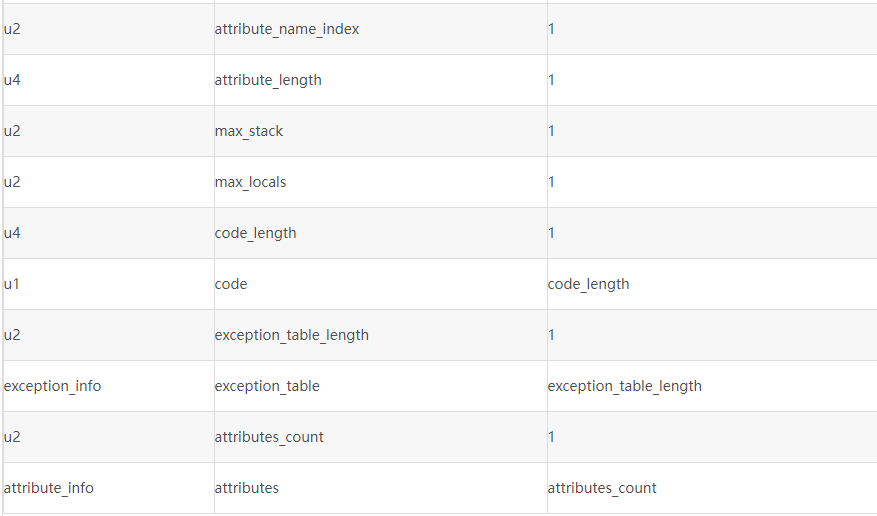 u2 attribute_name_index 1
u4 attribute_length 1
u2 max_stack 1
u2 max_locals 1
u4 code_length 1
u1 code code_length
u2 exception_table_length 1
exception_info exception_table exception_table_length
u2 attributes_count 1
attribute_info attributes attributes_count